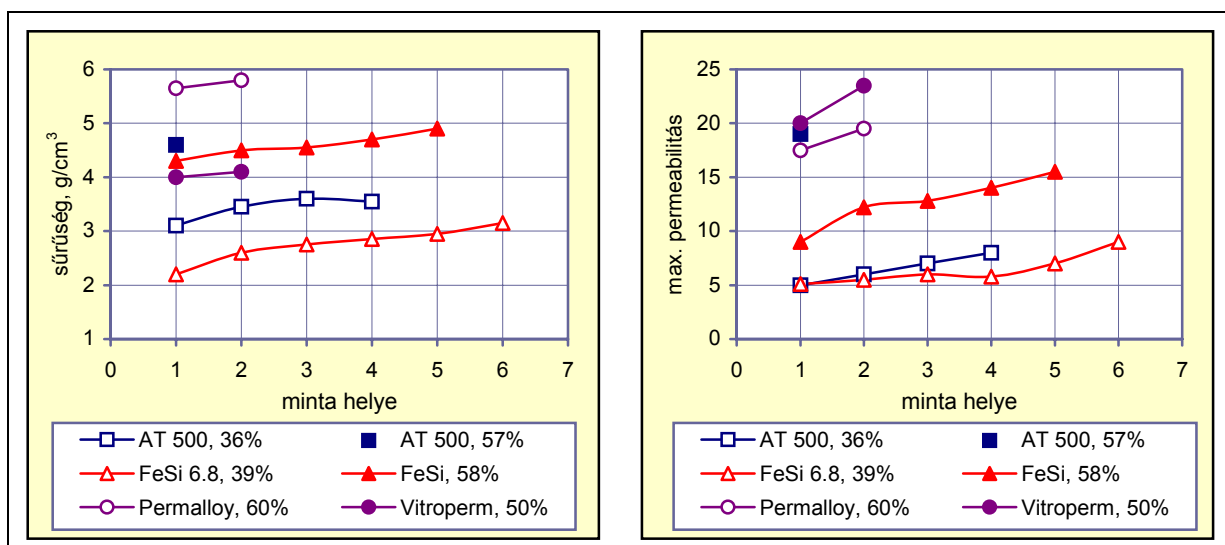 6
5
4
3
2
1
sűrűség, g/cm³
0 1 2 3 4 5 6 7
minta helye
AT 500, 36% AT 500, 57%
FeSi 6.8, 39% FeSi, 58%
Permalloy, 60% Vitroperm, 50%
25
20
15
10
5
0
max. permeabilitás
0 1 2 3 4 5 6 7
minta helye
AT 500, 36% AT 500, 57%
FeSi 6.8, 39% FeSi, 58%
Permalloy, 60% Vitroperm, 50%